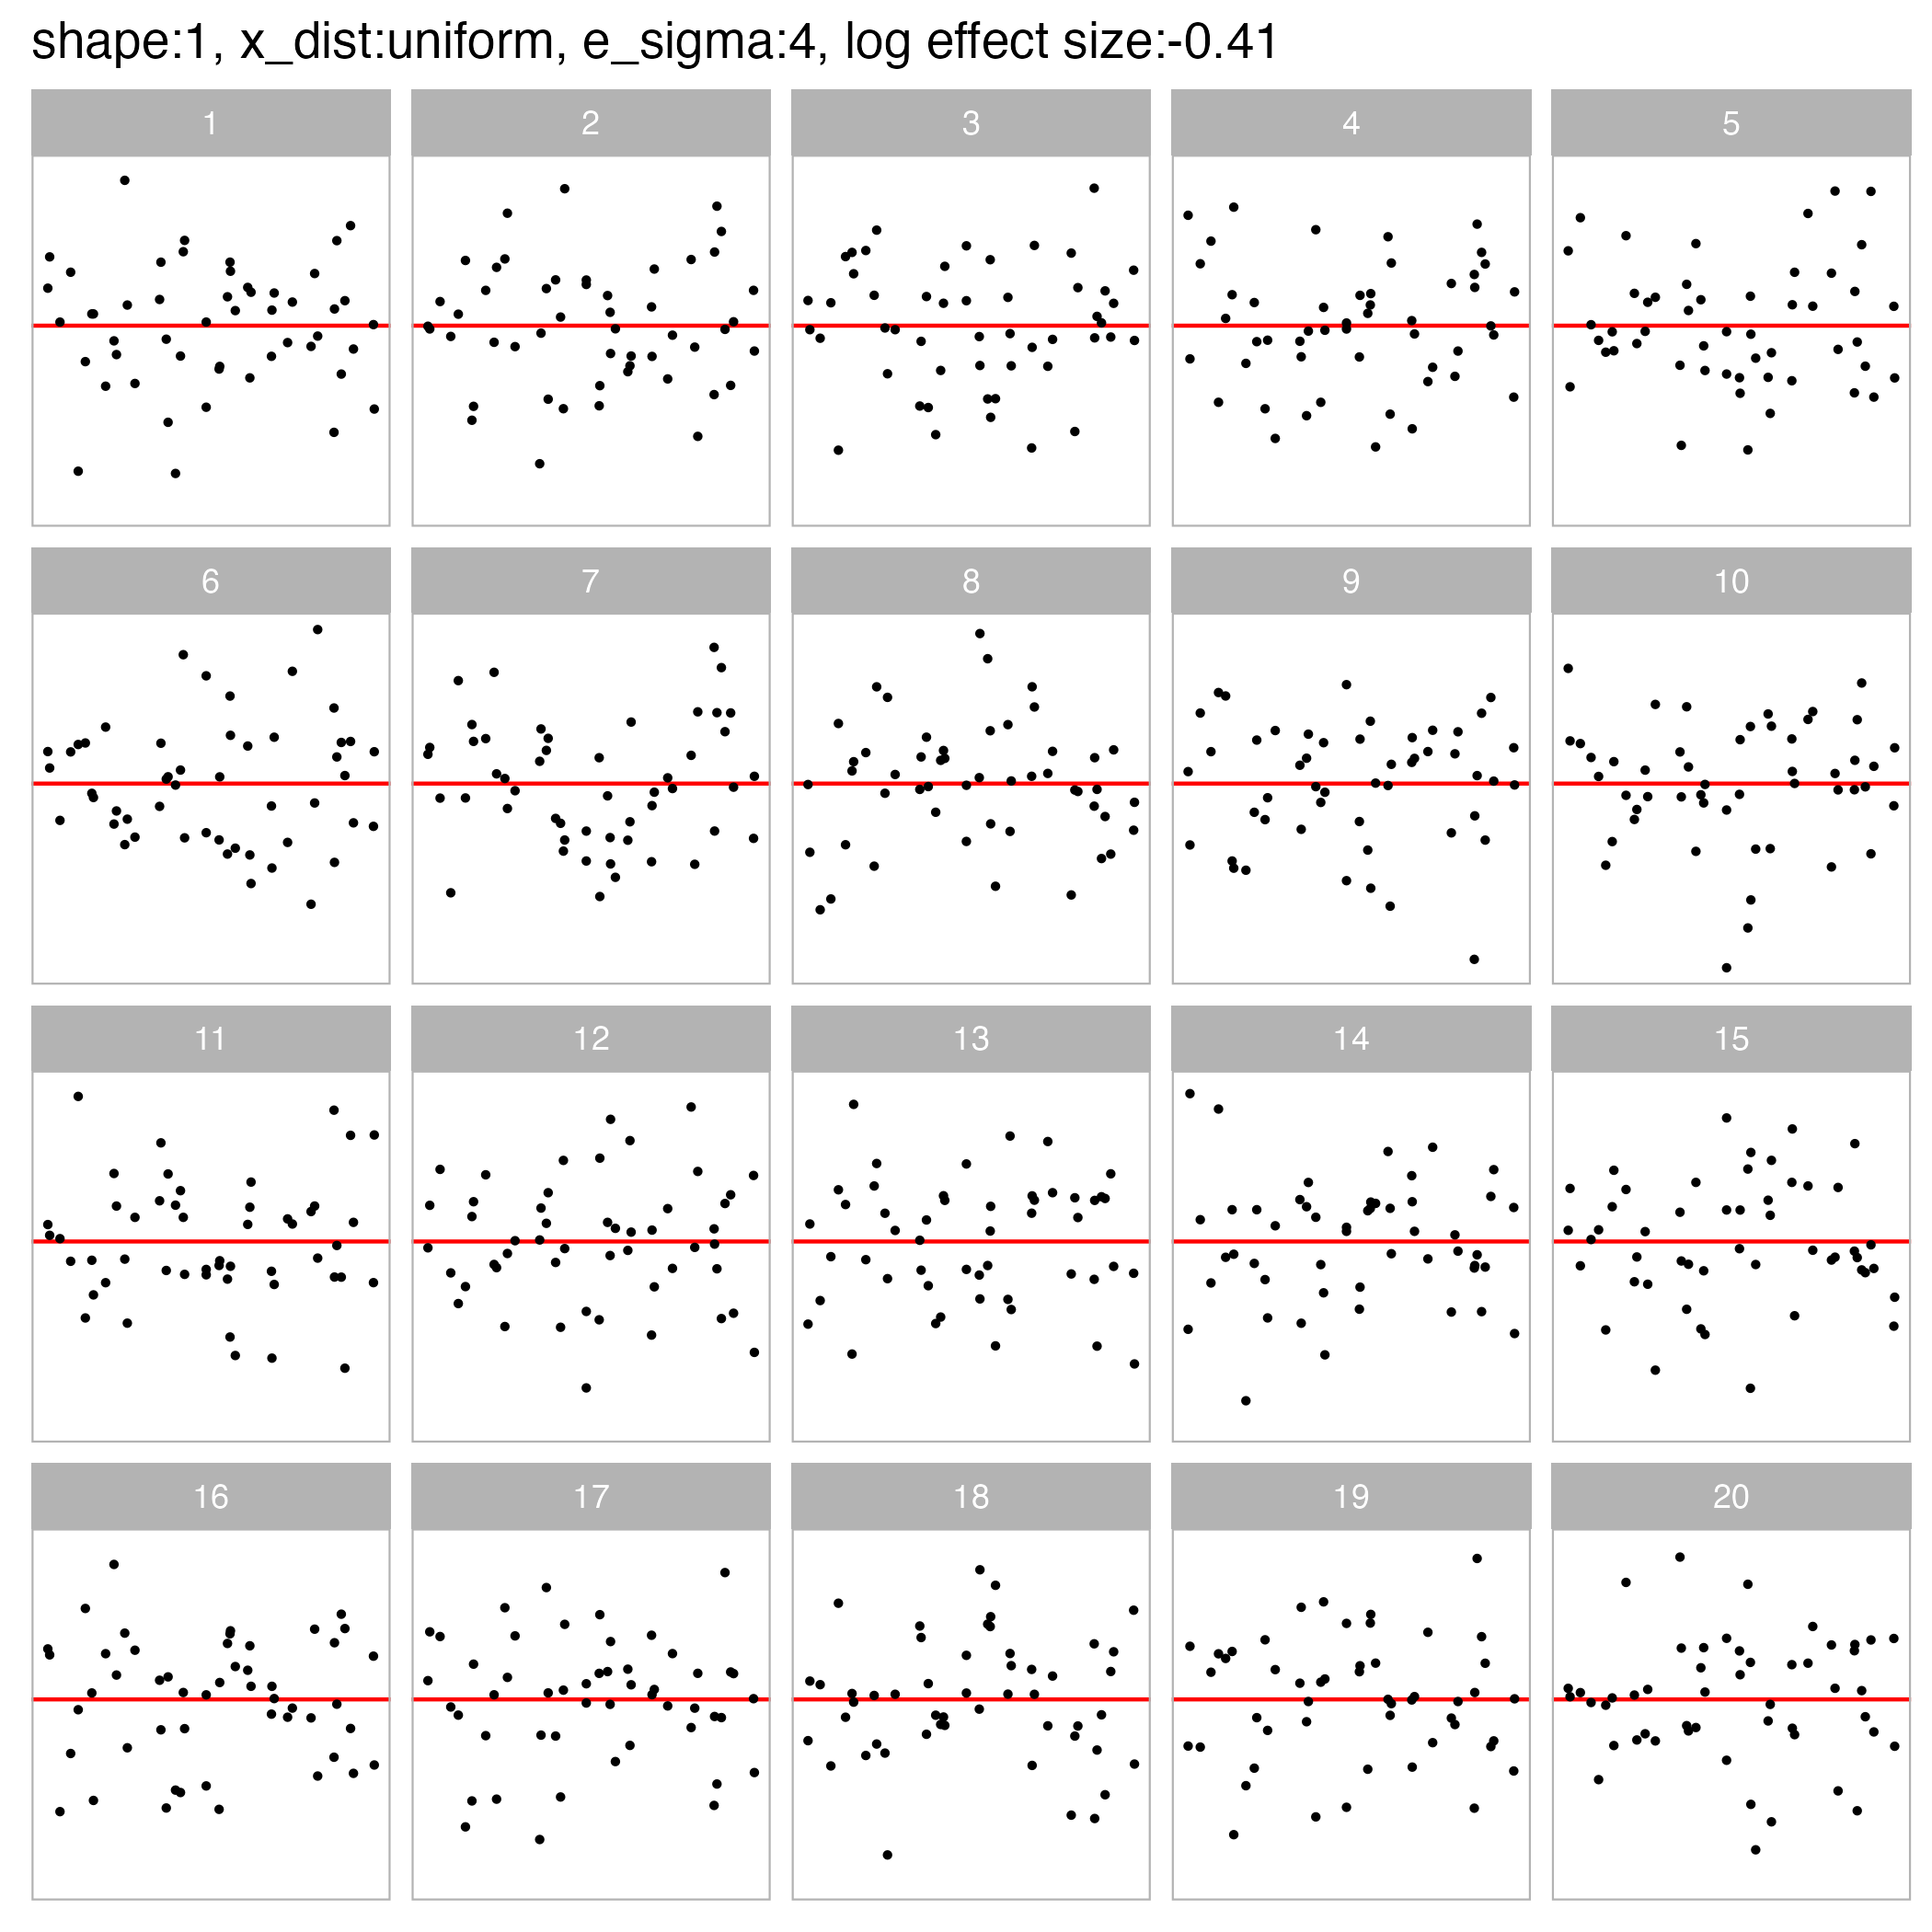 shape:1, x_dist:uniform, e_sigma:4, log effect size:-0.41
1 2 3 4 5
6 7 8 9 10
11 12 13 14 15
16 17 18 19 20